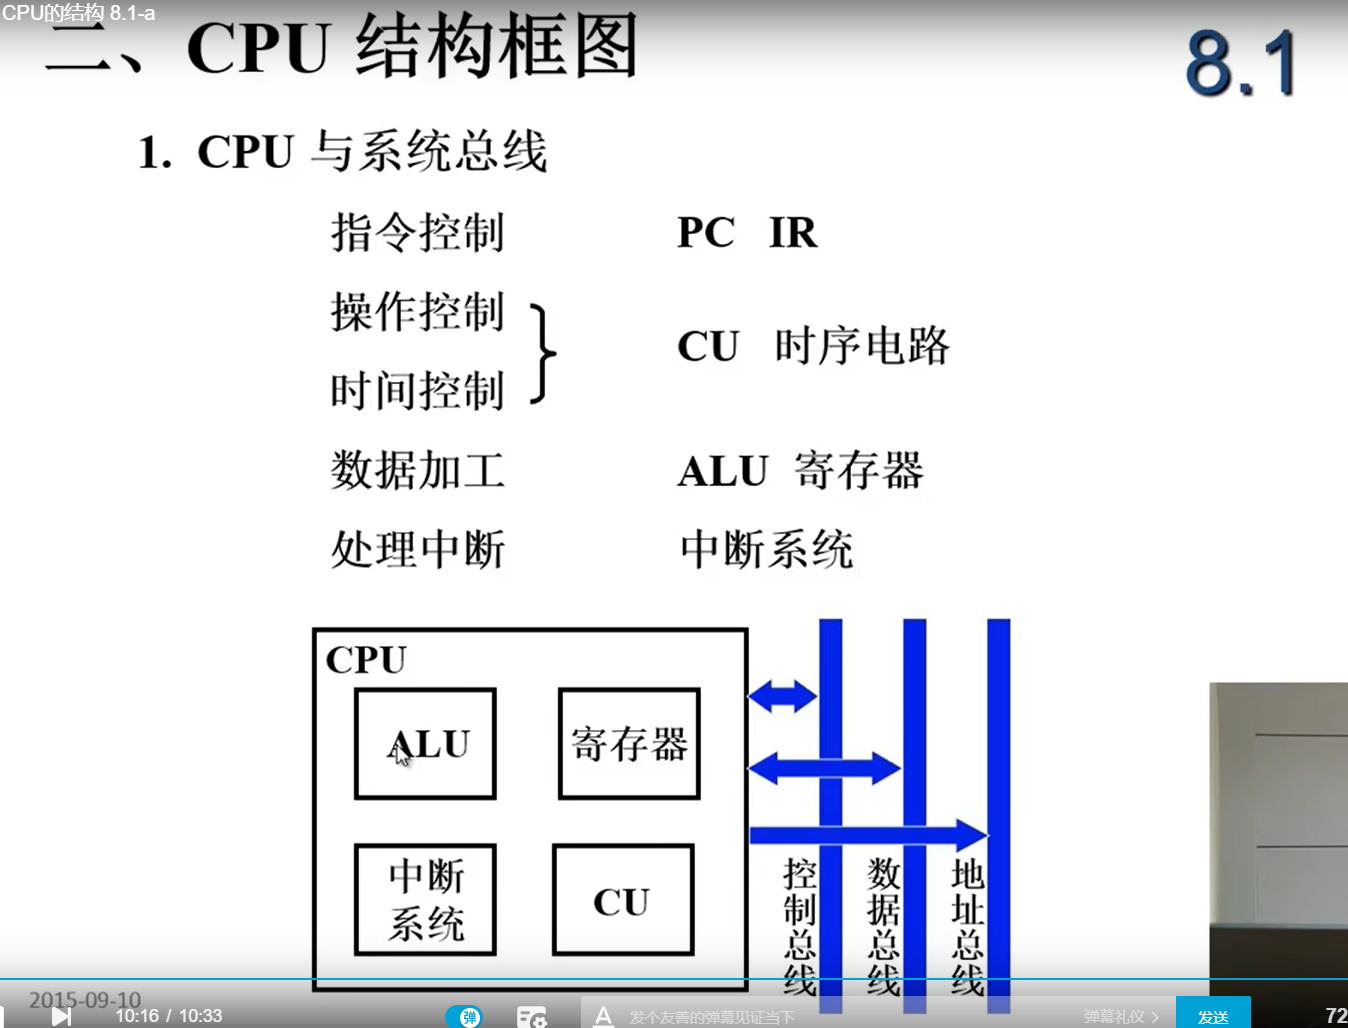 CPU的结构 8.1-a
二、CPU 结构框图
8.1
1. CPU 与系统总线
指令控制 PC IR
操作控制
时间控制
CU 时序电路
数据加工 ALU 寄存器
处理中断 中断系统
CPU
ALU
寄存器
中断
系统
CU
控制总线
数据总线
地址总线
2015-09-10
10:16 / 10:33
弹
发个友善的弹幕见证当下
弹幕礼仪
发送
72